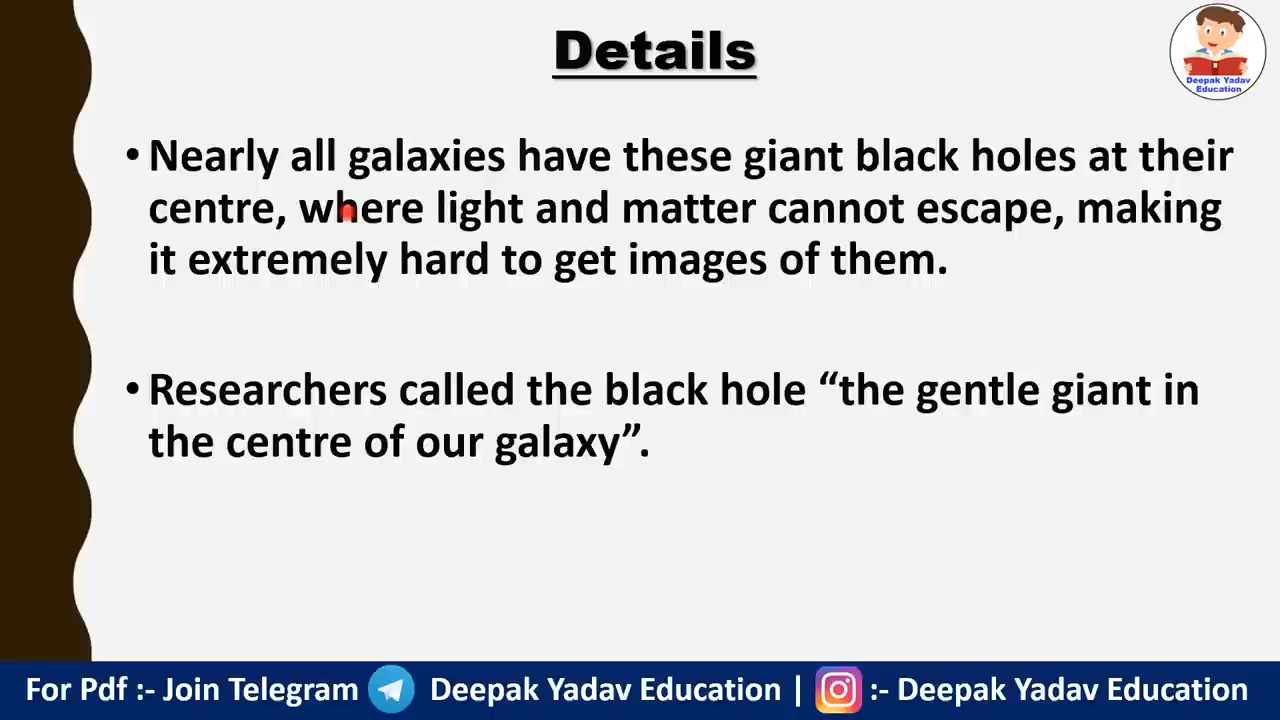 Details
Deepak Yadav
Education
• Nearly all galaxies have these giant black holes at their
centre, where light and matter cannot escape, making
it extremely hard to get images of them.
• Researchers called the black hole “the gentle giant in
the centre of our galaxy”.
For Pdf :- Join Telegram Deepak Yadav Education | :- Deepak Yadav Education